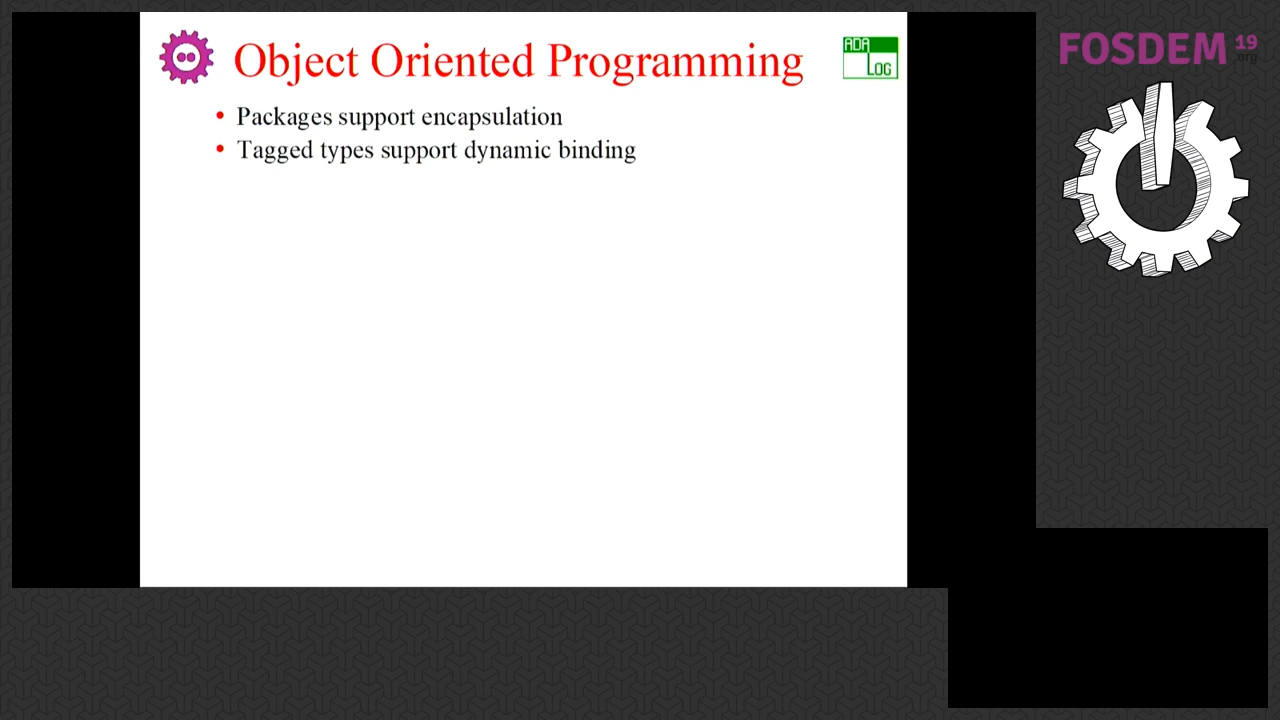 Object Oriented Programming
ADA
LOG
• Packages support encapsulation
• Tagged types support dynamic binding
FOSDEM 19
.org